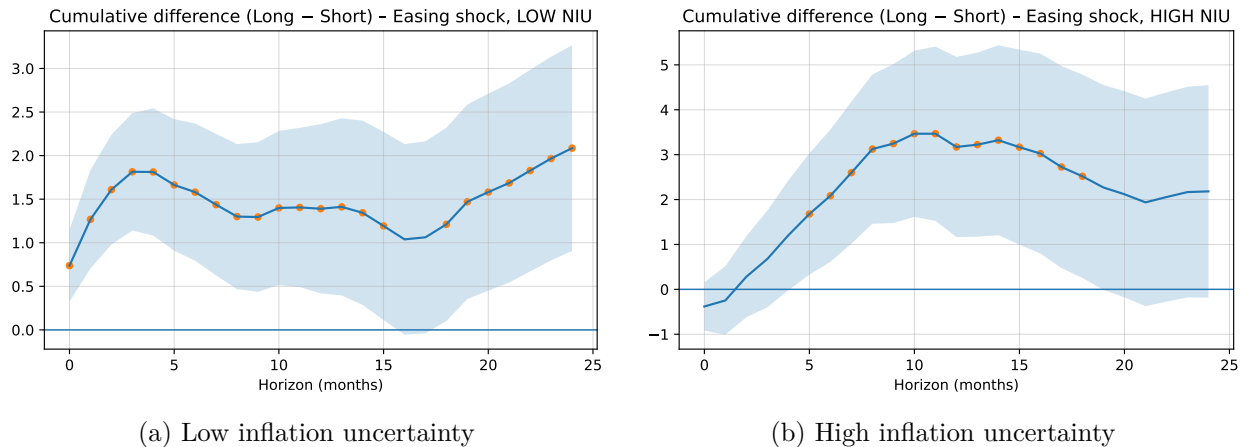 Cumulative difference (Long − Short) – Easing shock, LOW NIU
3.0
2.5
2.0
1.5
1.0
0.5
0.0
0 5 10 15 20 25
Horizon (months)
(a) Low inflation uncertainty
Cumulative difference (Long − Short) – Easing shock, HIGH NIU
5
4
3
2
1
0
−1
0 5 10 15 20 25
Horizon (months)
(b) High inflation uncertainty